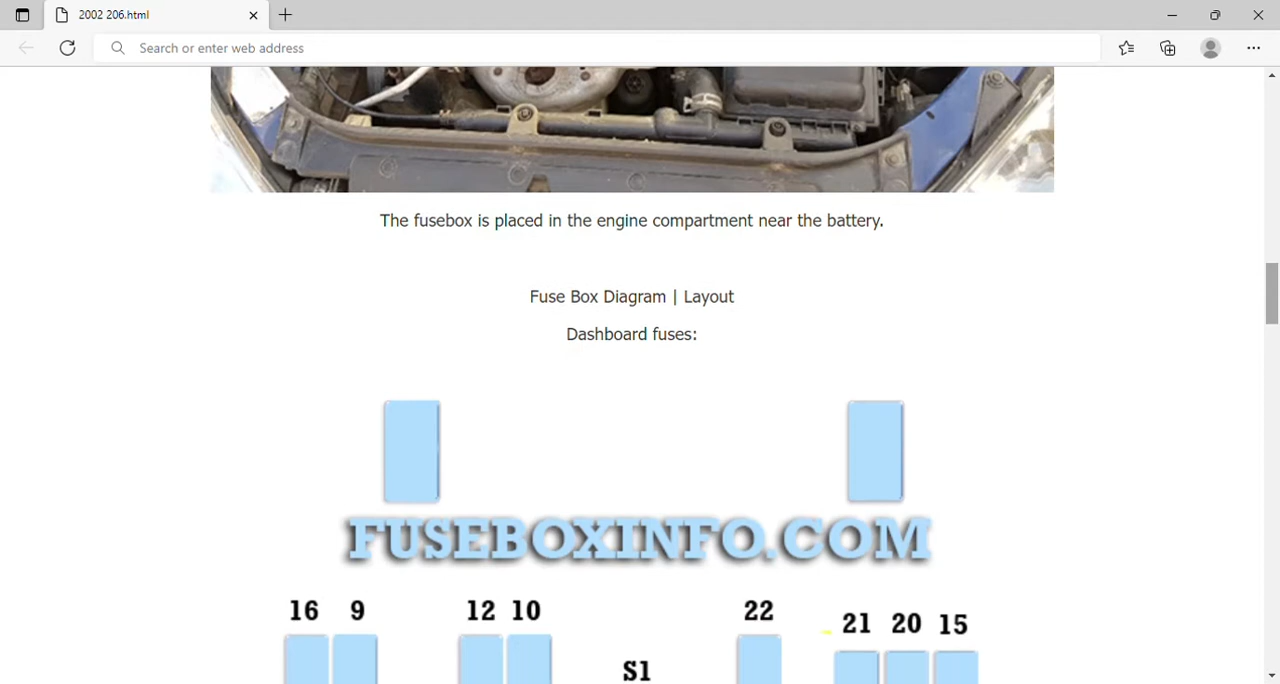 2002 206.html
Search or enter web address
The fusebox is placed in the engine compartment near the battery.
Fuse Box Diagram | Layout
Dashboard fuses:
FUSEBOXINFO.COM
16 9 12 10 22 21 20 15
S1